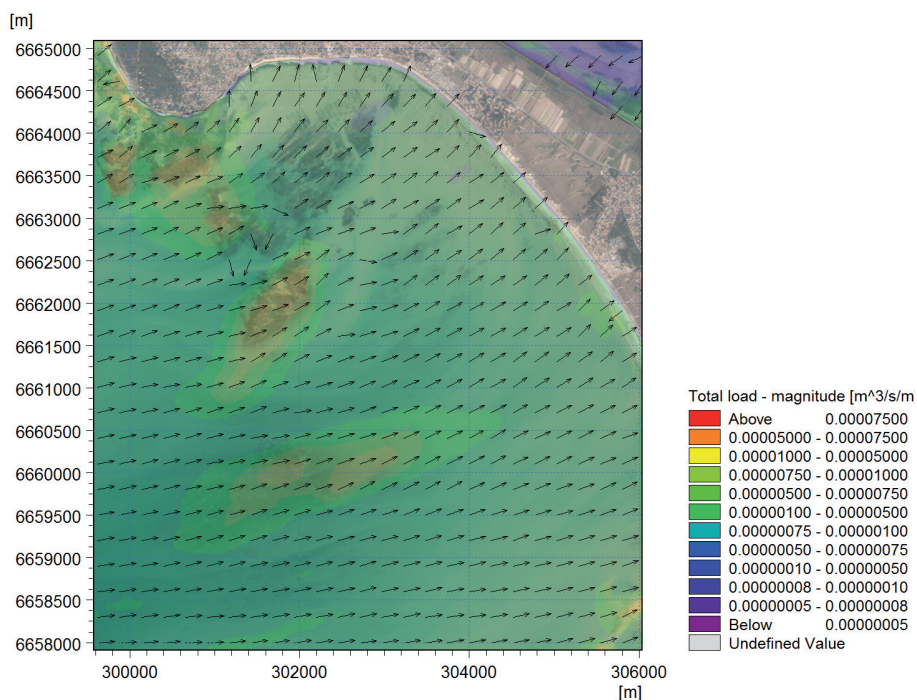 [m]
6665000
6664500
6664000
6663500
6663000
6662500
6662000
6661500
6661000
6660500
6660000
6659500
6659000
6658500
6658000
300000 302000 304000 306000
[m]
Total load - magnitude [m^3/s/m
Above 0.00007500
0.00005000 - 0.00007500
0.00001000 - 0.00005000
0.00000750 - 0.00001000
0.00000500 - 0.00000750
0.00000100 - 0.00000500
0.00000075 - 0.00000100
0.00000050 - 0.00000075
0.00000010 - 0.00000050
0.00000008 - 0.00000010
0.00000005 - 0.00000008
Below 0.00000005
Undefined Value